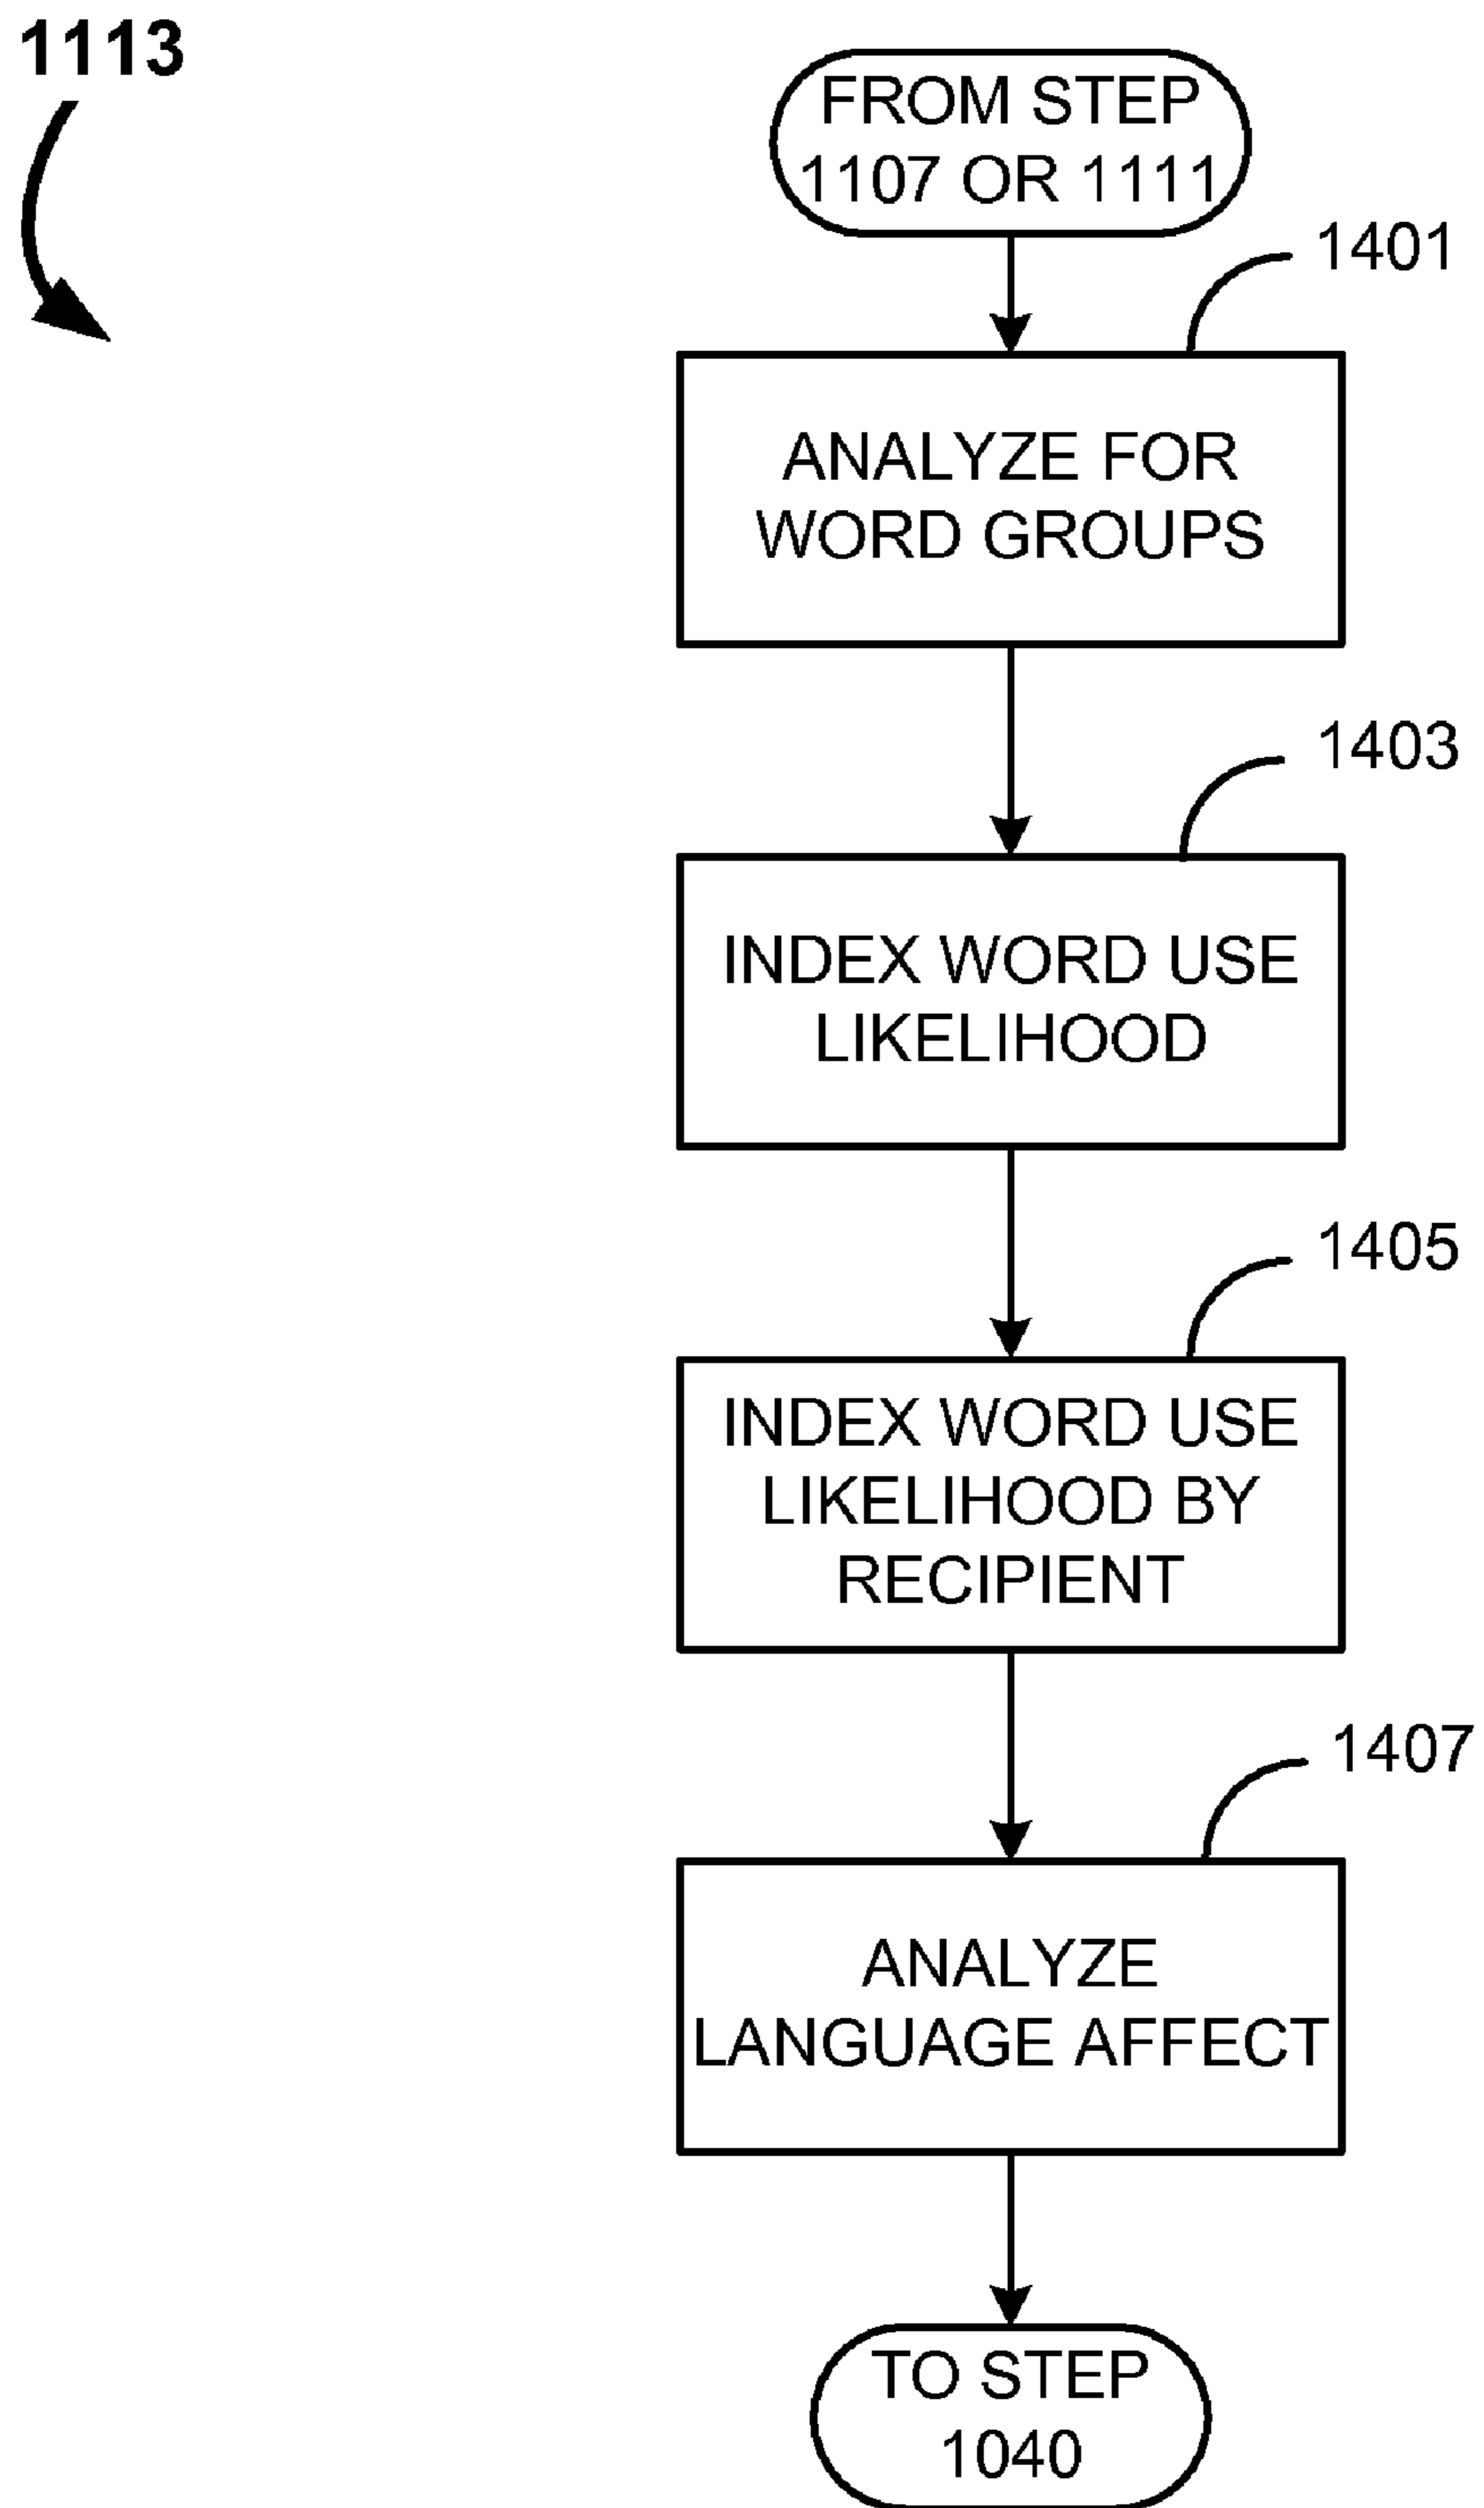 1113
FROM STEP
1107 OR 1111
1401
ANALYZE FOR
WORD GROUPS
1403
INDEX WORD USE
LIKELIHOOD
1405
INDEX WORD USE
LIKELIHOOD BY
RECIPIENT
1407
ANALYZE
LANGUAGE AFFECT
TO STEP
1040